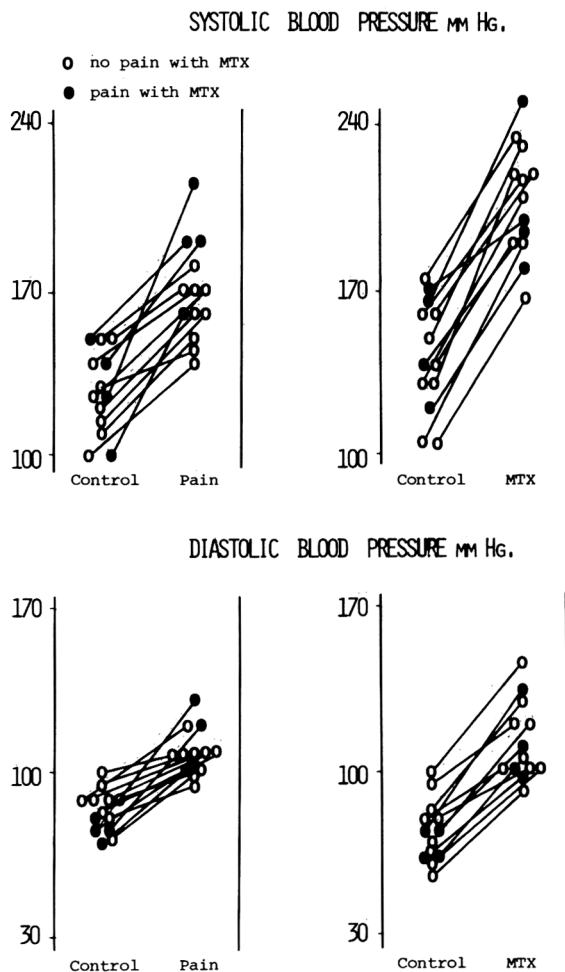 SYSTOLIC BLOOD PRESSURE MM HG.
o no pain with MTX
● pain with MTX
240
170
100
Control Pain
240
170
100
Control MTX
DIASTOLIC BLOOD PRESSURE MM HG.
170
100
30
Control Pain
170
100
30
Control MTX